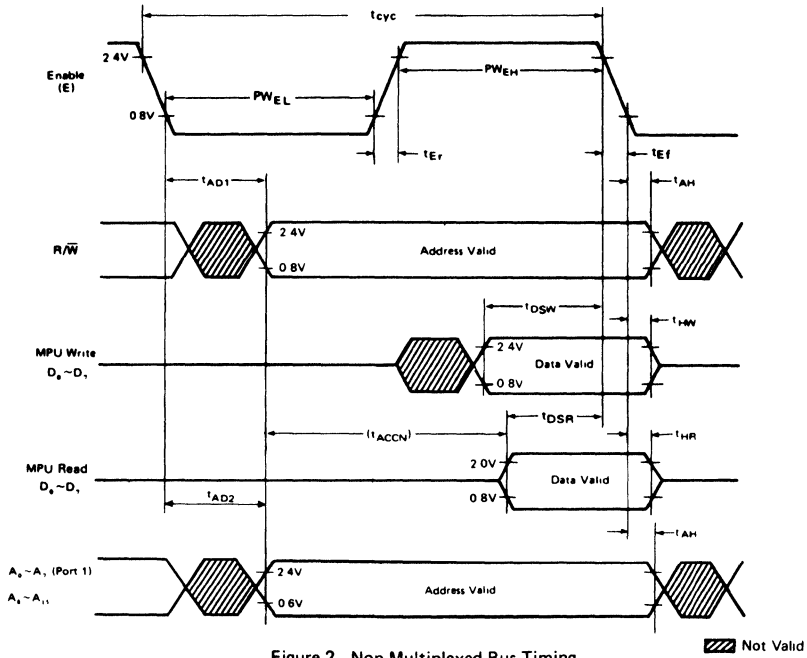 tcyc
2 4V
Enable
(E)
PWEL
PWEH
0 8V
tEr
tEf
tAD1
tAH
R/W̅
2 4V
Address Valid
0 8V
tDSW
tHW
MPU Write
D0~D7
2 4V
Data Valid
0 8V
(tACCN)
tDSR
tHR
MPU Read
D0~D7
2 0V
Data Valid
0 8V
tAD2
tAH
A0~A7 (Port 1)
2 4V
Address Valid
0 6V
Figure 2 Non Multiplexed Bus Timing
Not Valid